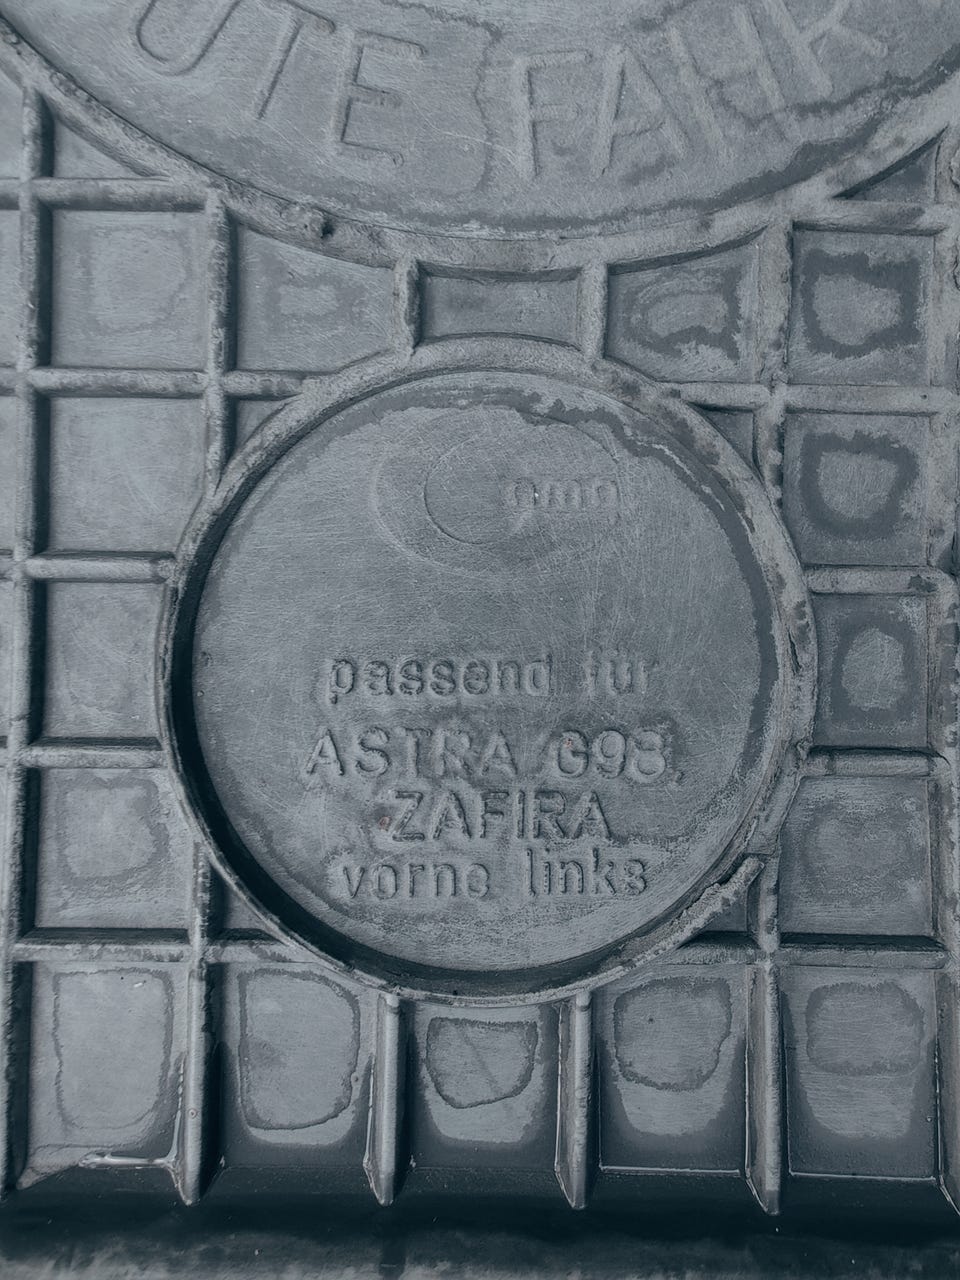 UTE FAHR
passend für
ASTRA G98,
ZAFIRA
vorne links